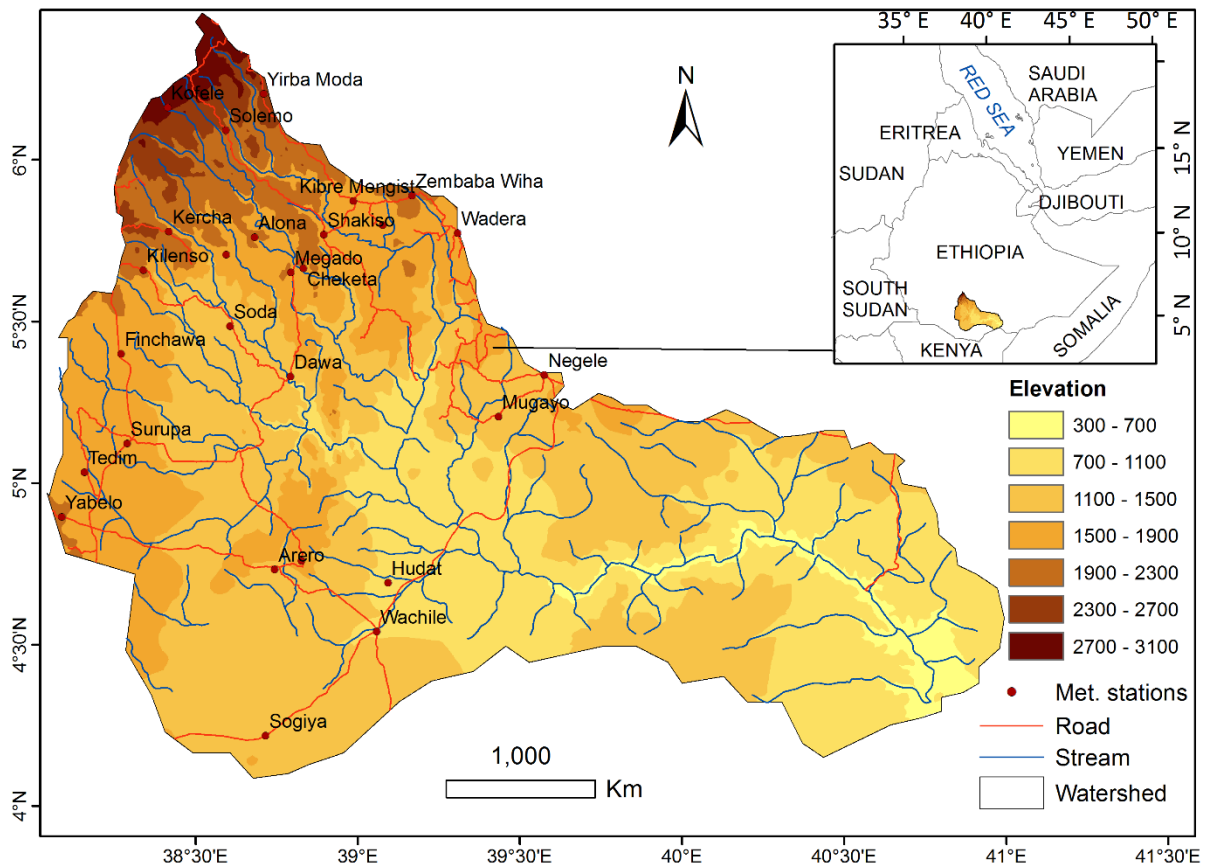 35° E 40° E 45° E 50° E
N
RED SEA
SAUDI
ARABIA
ERITREA
SUDAN
YEMEN
DJIBOUTI
ETHIOPIA
SOUTH
SUDAN
KENYA
SOMALIA
15° N
10° N
5° N
Yirba Moda
Kofele
Solemo
6°N
Kibre Mengist
Zembaba Wiha
Kercha
Alona
Shakiso
Wadera
Kilenso
Megado
Cheketa
5°30'N
Soda
Finchawa
Dawa
Negele
Mugayo
Surupa
Tedim
5°N
Yabelo
Arero
Hudat
Wachile
4°30'N
Sogiya
4°N
Elevation
300 - 700
700 - 1100
1100 - 1500
1500 - 1900
1900 - 2300
2300 - 2700
2700 - 3100
Met. stations
Road
Stream
Watershed
1,000
Km
38°30'E 39°E 39°30'E 40°E 40°30'E 41°E 41°30'E